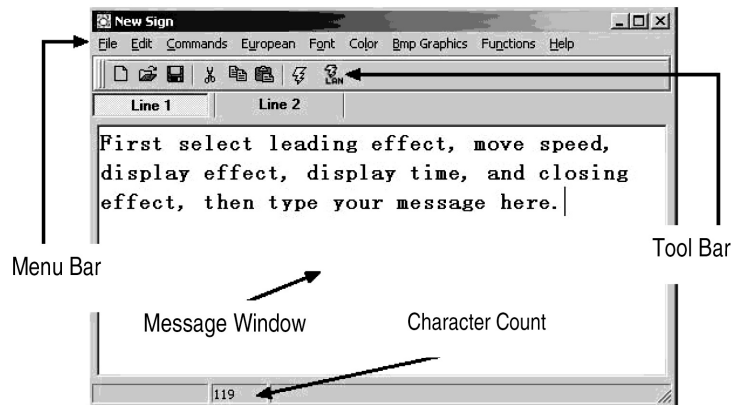 New Sign
File Edit Commands European Font Color Bmp Graphics Functions Help
LAN
Line 1 Line 2
First select leading effect, move speed,
display effect, display time, and closing
effect, then type your message here.
Menu Bar
Tool Bar
Message Window
Character Count
119